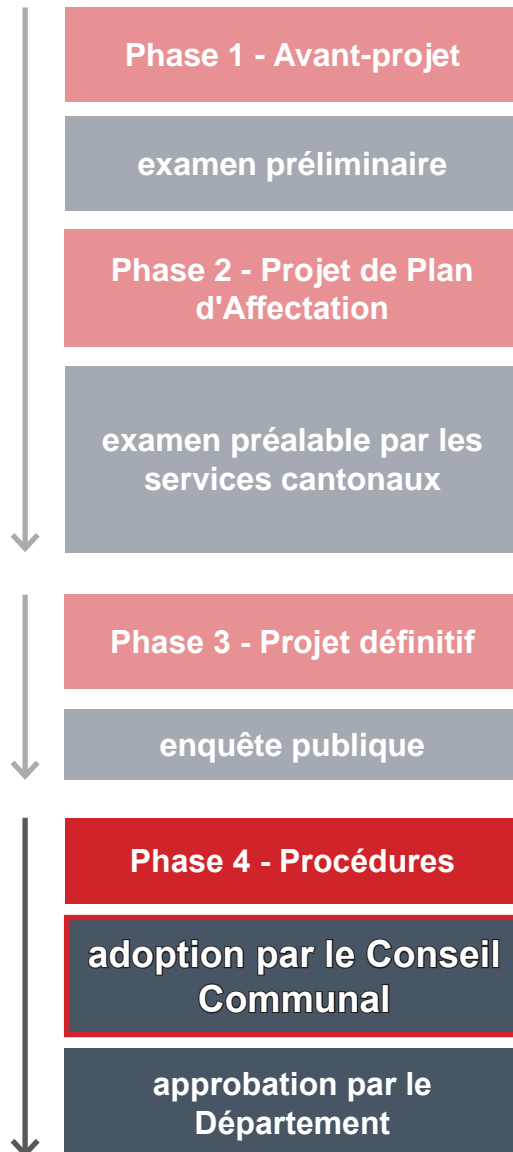 Phase 1 - Avant-projet
examen préliminaire
Phase 2 - Projet de Plan
d'Affectation
examen préalable par les
services cantonaux
Phase 3 - Projet définitif
enquête publique
Phase 4 - Procédures
adoption par le Conseil
Communal
approbation par le
Département